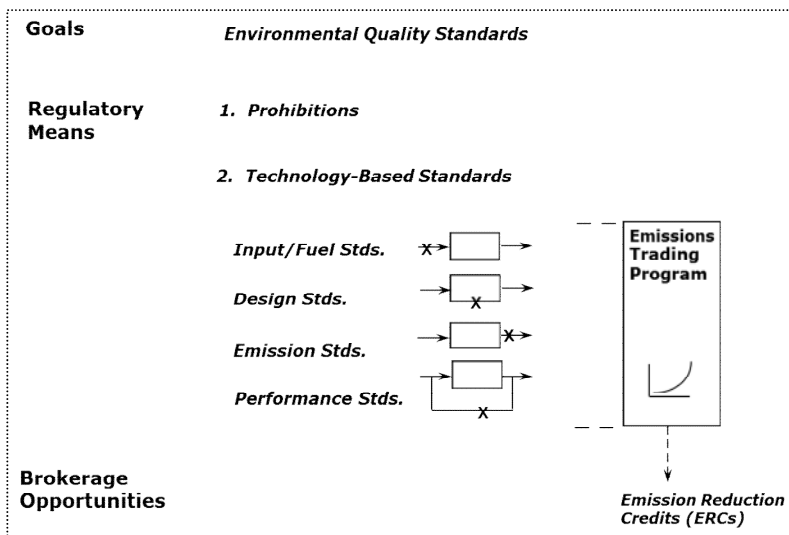 Goals
Environmental Quality Standards
Regulatory
Means
1. Prohibitions
2. Technology-Based Standards
Input/Fuel Stds.
X
Design Stds.
X
Emission Stds.
X
Performance Stds.
X
Emissions
Trading
Program
Brokerage
Opportunities
Emission Reduction
Credits (ERCs)